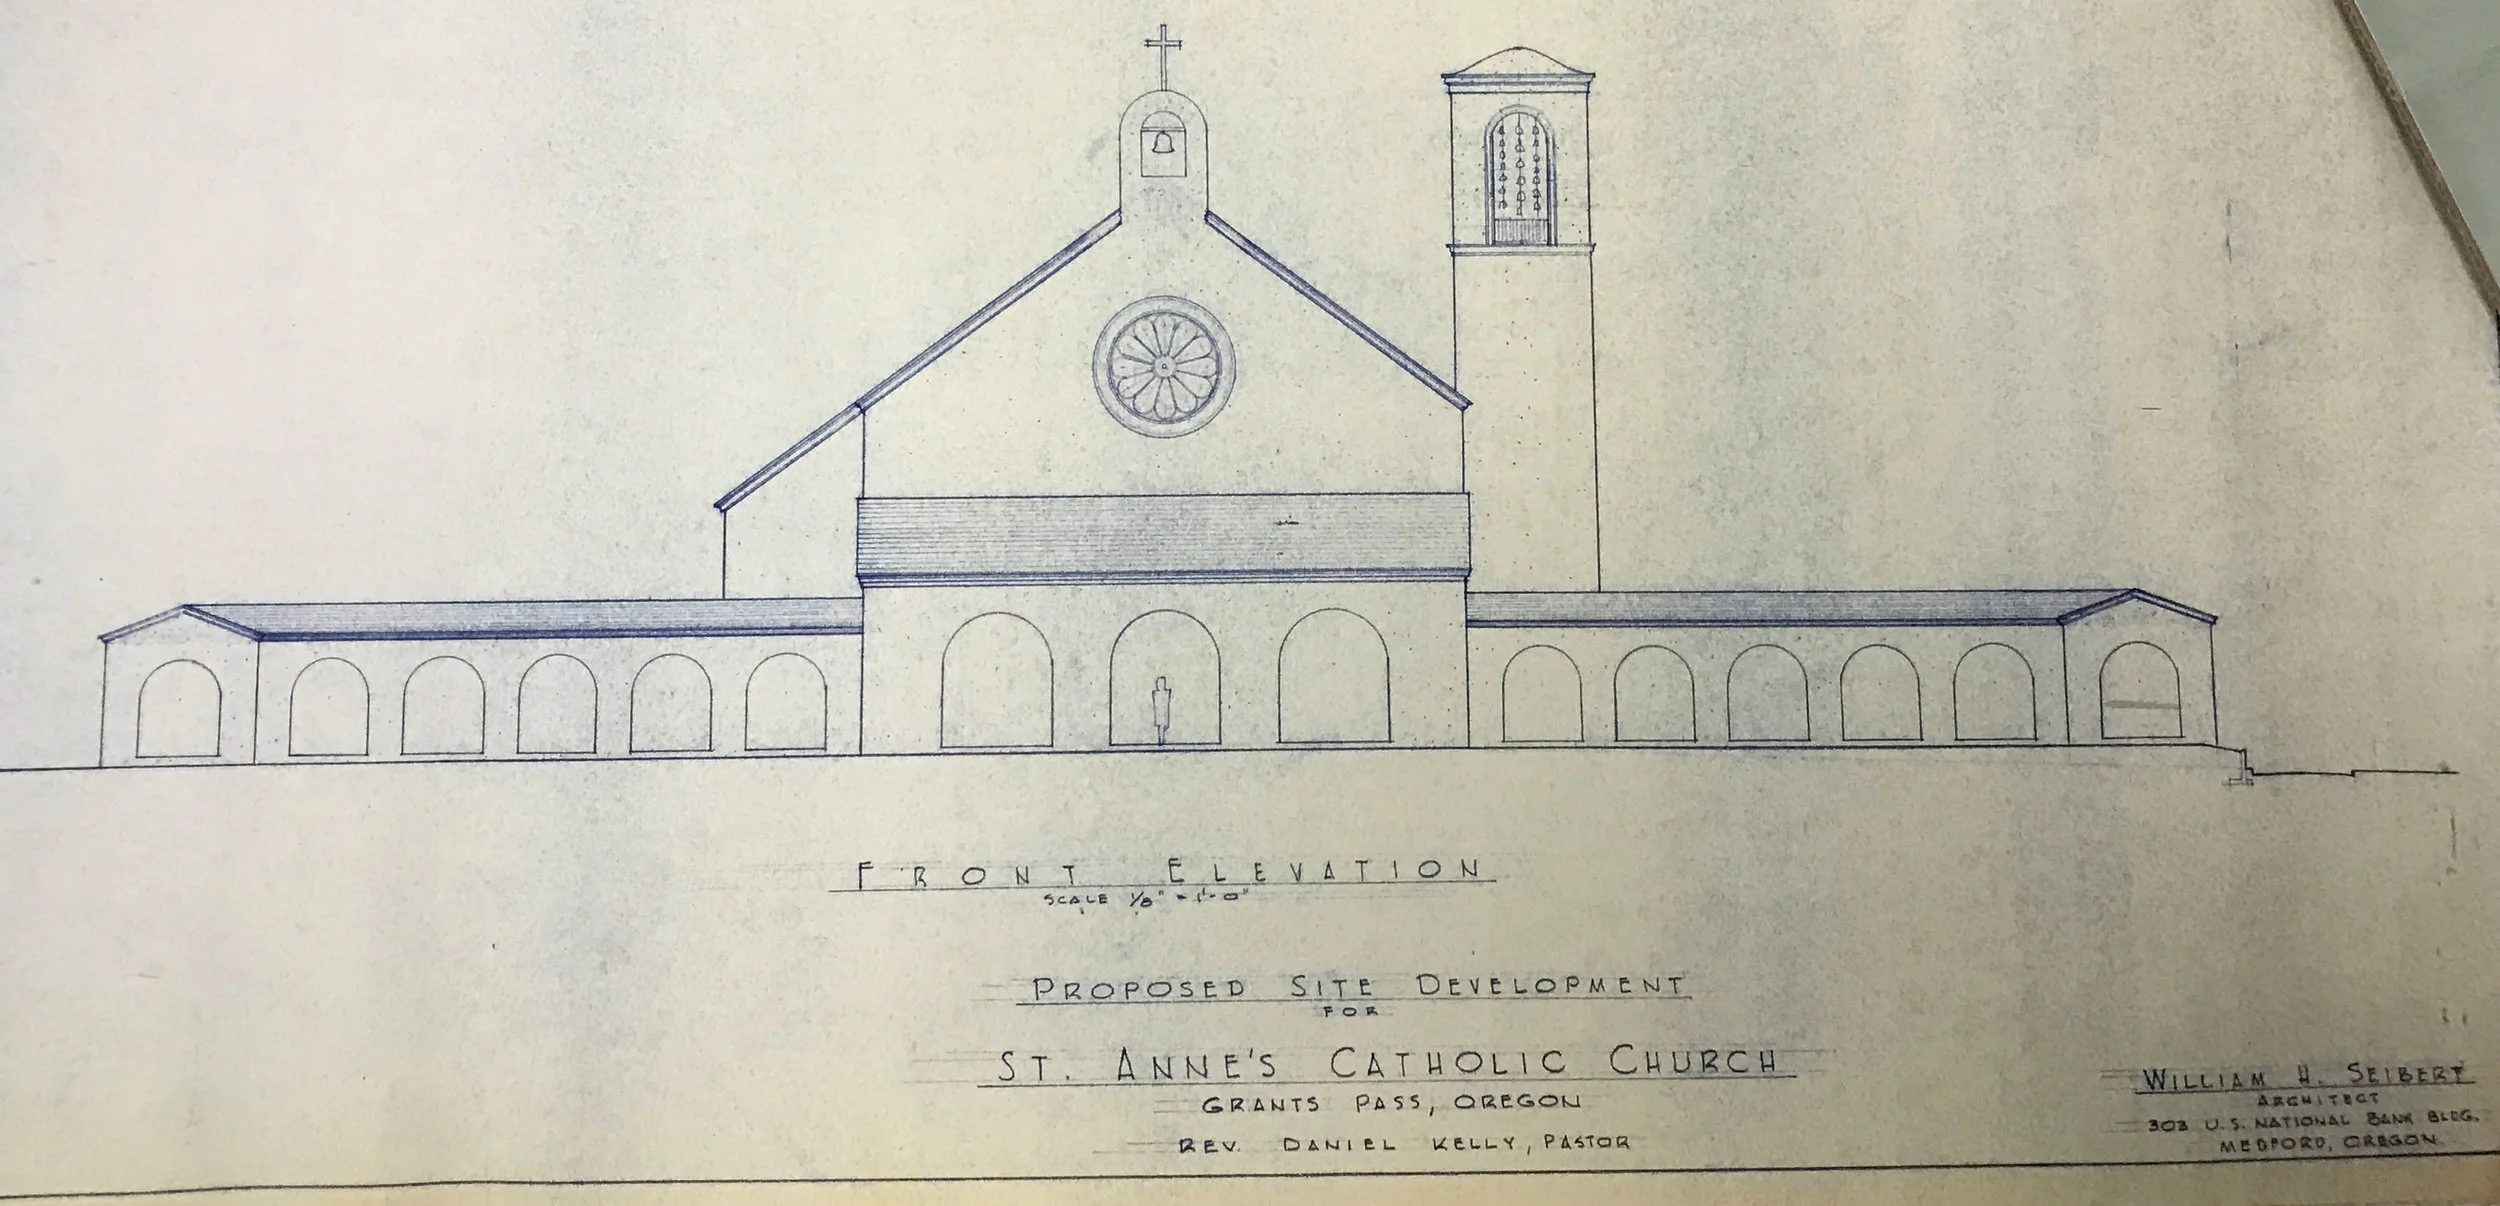 FRONT ELEVATION
SCALE 1/8" = 1'-0"
PROPOSED SITE DEVELOPMENT
FOR
ST. ANNE'S CATHOLIC CHURCH
GRANTS PASS, OREGON
REV. DANIEL KELLY, PASTOR
WILLIAM H. SEIBERT
ARCHITECT
303 U.S. NATIONAL BANK BLDG.
MEDFORD, OREGON